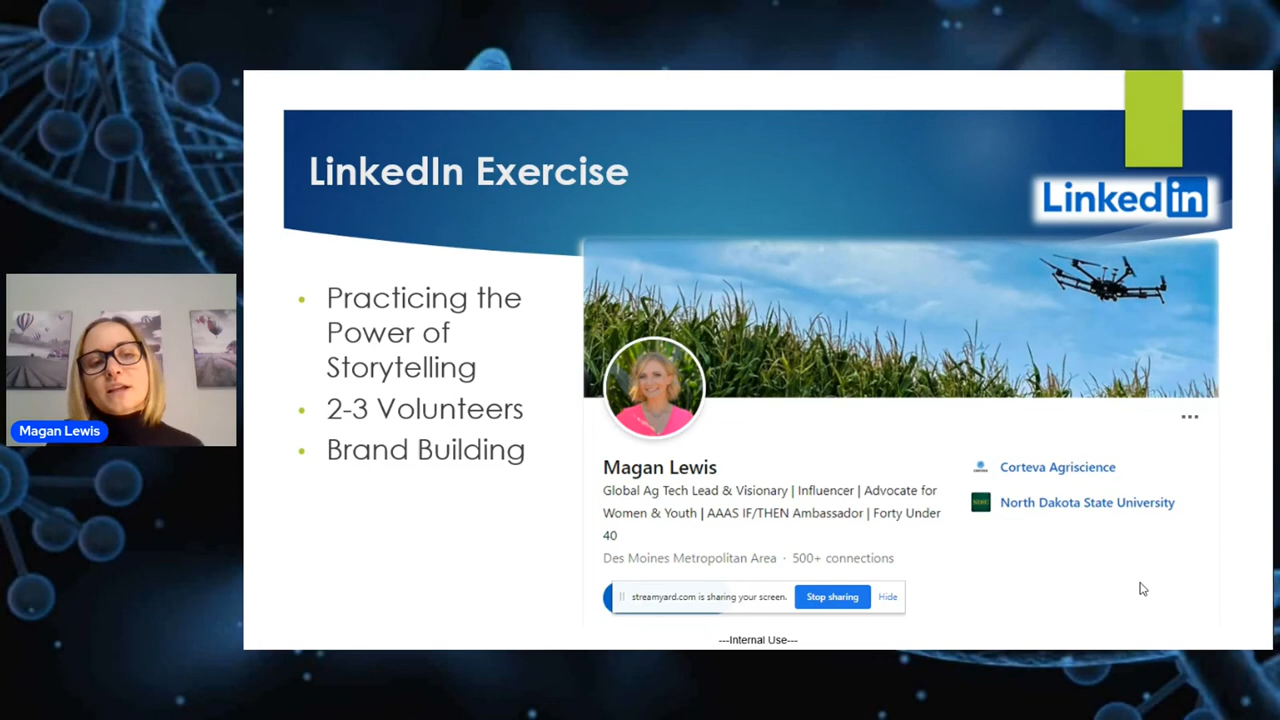 LinkedIn Exercise
Linked in
• Practicing the
Power of
Storytelling
• 2-3 Volunteers
• Brand Building
Magan Lewis
Magan Lewis
Global Ag Tech Lead & Visionary | Influencer | Advocate for
Women & Youth | AAAS IF/THEN Ambassador | Forty Under
40
Des Moines Metropolitan Area · 500+ connections
Corteva Agriscience
North Dakota State University
streamyard.com is sharing your screen.
Stop sharing
Hide
---Internal Use---